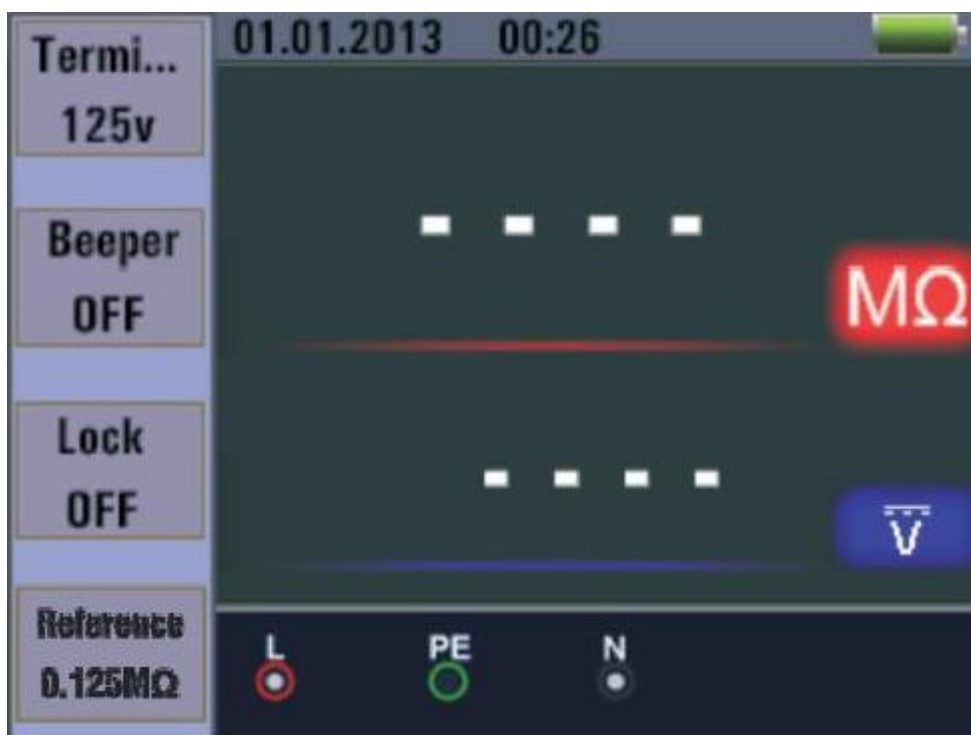 Termi...
125v
01.01.2013 00:26
Beeper
OFF
Lock
OFF
Reference
0.125MΩ
- - - -
MΩ
- - - -
V
L PE N